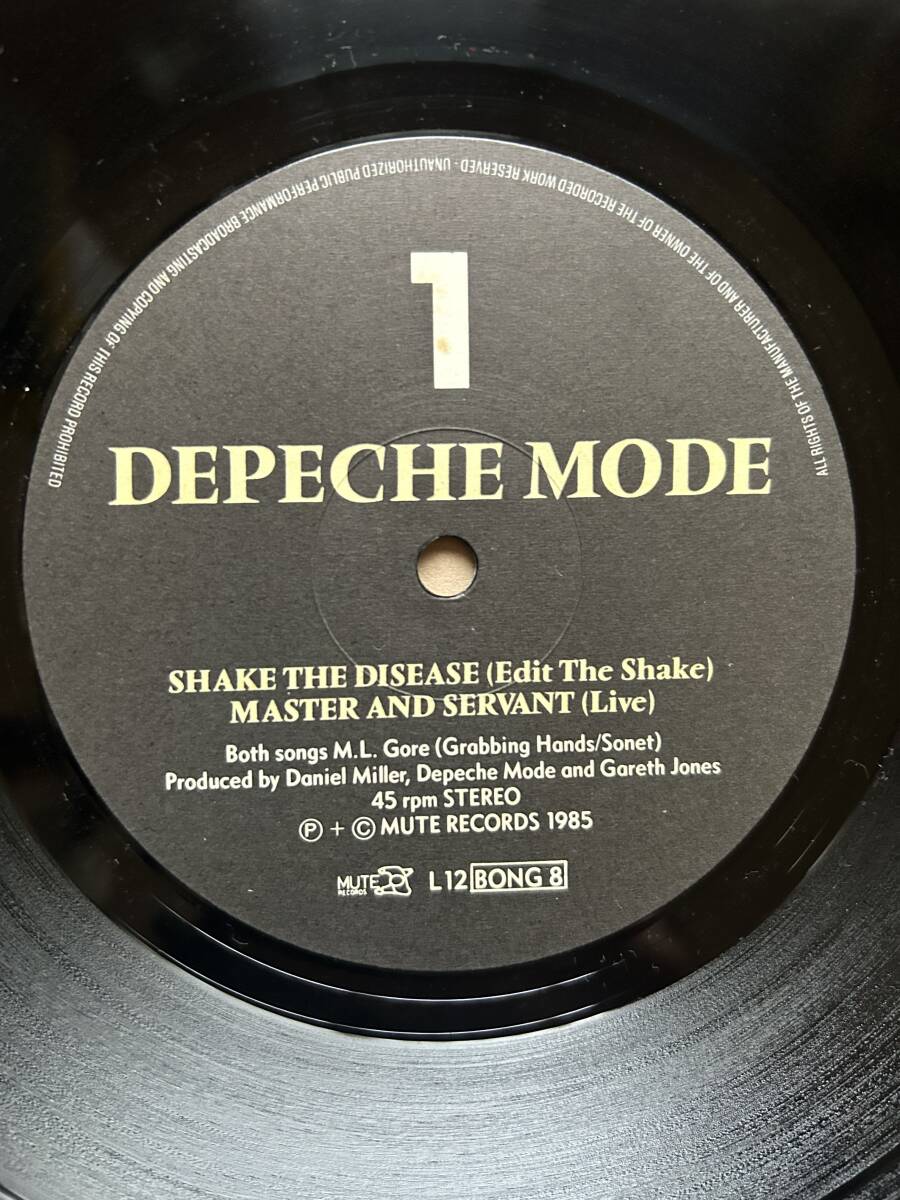 ALL RIGHTS OF THE MANUFACTURER AND OF THE OWNER OF THE RECORDED WORK RESERVED - UNAUTHORIZED PUBLIC PERFORMANCE BROADCASTING AND COPYING OF THIS RECORD PROHIBITED
1
DEPECHE MODE
SHAKE THE DISEASE (Edit The Shake)
MASTER AND SERVANT (Live)
Both songs M.L. Gore (Grabbing Hands/Sonet)
Produced by Daniel Miller, Depeche Mode and Gareth Jones
45 rpm STEREO
Ⓟ + © MUTE RECORDS 1985
MUTE RECORDS L12 BONG 8